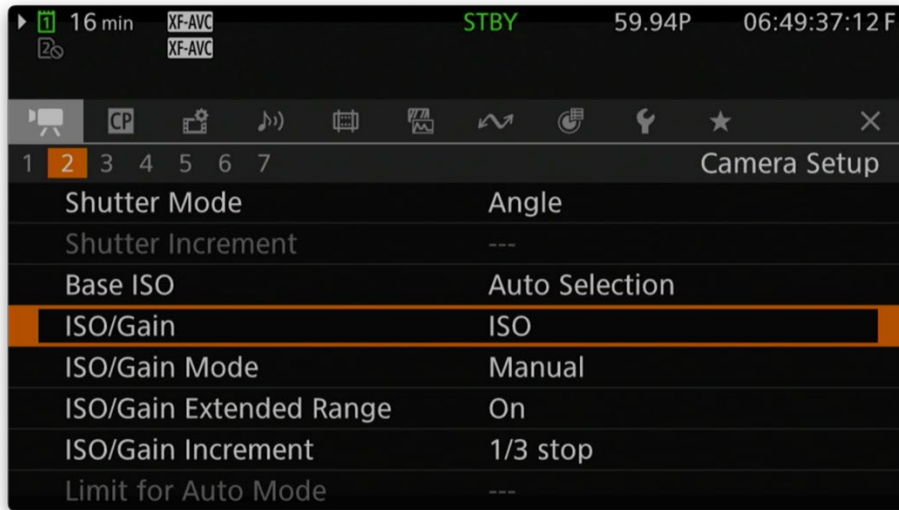 1 16 min XF-AVC STBY 59.94P 06:49:37:12 F
2 XF-AVC
CP
1 2 3 4 5 6 7 Camera Setup
Shutter Mode Angle
Shutter Increment ---
Base ISO Auto Selection
ISO/Gain ISO
ISO/Gain Mode Manual
ISO/Gain Extended Range On
ISO/Gain Increment 1/3 stop
Limit for Auto Mode ---